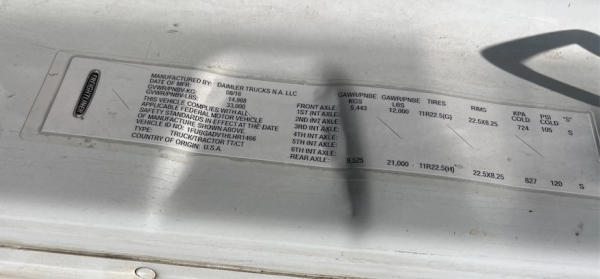 FREIGHTLINER
MANUFACTURED BY: DAIMLER TRUCKS N.A. LLC
DATE OF MFR: 08/16
GVWR/PNBV-KG: 14,968
GVWR/PNBV-LBS: 33,000
THIS VEHICLE COMPLIES WITH ALL
APPLICABLE FEDERAL MOTOR VEHICLE
SAFETY STANDARDS IN EFFECT AT THE DATE
OF MANUFACTURE SHOWN ABOVE.
VEHICLE ID NO:
TYPE: TRUCK/TRACTOR TT/CT
COUNTRY OF ORIGIN: U.S.A.
GAWR/PNBE KGS GAWR/PNBE LBS TIRES RIMS KPA COLD PSI COLD "S"
FRONT AXLE: 5,443 12,000 11R22.5(G) 22.5X8.25 724 105 S
1ST INT AXLE:
2ND INT AXLE:
3RD INT AXLE:
4TH INT AXLE:
5TH INT AXLE:
6TH INT AXLE:
REAR AXLE: 9,525 21,000 11R22.5(H) 22.5X8.25 827 120 S